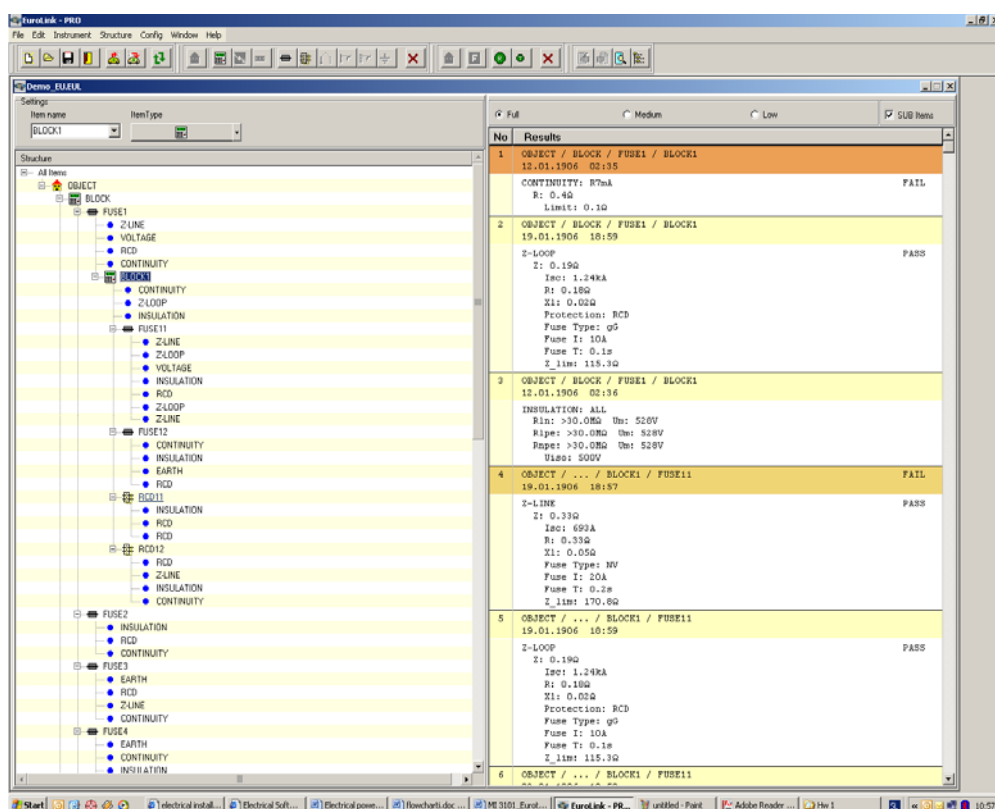 EuroLink - PRO
File Edit Instrument Structure Config Window Help
Demo_EU.EUL
Settings
Item name ItemType
BLOCK1
Structure
All Items
OBJECT
BLOCK
FUSE1
Z-LINE
VOLTAGE
RCD
CONTINUITY
BLOCK1
CONTINUITY
Z-LOOP
INSULATION
FUSE11
Z-LINE
Z-LOOP
VOLTAGE
INSULATION
RCD
Z-LOOP
Z-LINE
FUSE12
CONTINUITY
INSULATION
EARTH
RCD
RCD11
INSULATION
RCD
RCD
RCD12
RCD
Z-LINE
INSULATION
CONTINUITY
FUSE2
INSULATION
RCD
CONTINUITY
FUSE3
EARTH
RCD
Z-LINE
CONTINUITY
FUSE4
EARTH
CONTINUITY
INSULATION
Full Medium Low SUB Items
No Results
1 OBJECT / BLOCK / FUSE1 / BLOCK1
12.01.1906 02:35
CONTINUITY: R7mA FAIL
R: 0.4Ω
Limit: 0.1Ω
2 OBJECT / BLOCK / FUSE1 / BLOCK1
19.01.1906 18:59
Z-LOOP PASS
Z: 0.19Ω
Isc: 1.24kA
R: 0.18Ω
Xl: 0.02Ω
Protection: RCD
Fuse Type: gG
Fuse I: 10A
Fuse T: 0.1s
Z_lim: 115.3Ω
3 OBJECT / BLOCK / FUSE1 / BLOCK1
12.01.1906 02:36
INSULATION: ALL
Rln: >30.0MΩ Um: 528V
Rlpe: >30.0MΩ Um: 528V
Rnpe: >30.0MΩ Um: 528V
Uiso: 500V
4 OBJECT / ... / BLOCK1 / FUSE11 FAIL
19.01.1906 18:57
Z-LINE PASS
Z: 0.33Ω
Isc: 693A
R: 0.33Ω
Xl: 0.05Ω
Fuse Type: NV
Fuse I: 20A
Fuse T: 0.2s
Z_lim: 170.8Ω
5 OBJECT / ... / BLOCK1 / FUSE11
19.01.1906 18:59
Z-LOOP PASS
Z: 0.19Ω
Isc: 1.24kA
R: 0.18Ω
Xl: 0.02Ω
Protection: RCD
Fuse Type: gG
Fuse I: 10A
Fuse T: 0.1s
Z_lim: 115.3Ω
6 OBJECT / ... / BLOCK1 / FUSE11
Start electrical instal... Electrical Soft... Electrical powe... flowcharti.doc ... MI 3101_Eurot... EuroLink - PR... untitled - Paint Adobe Reader ... Hw 1